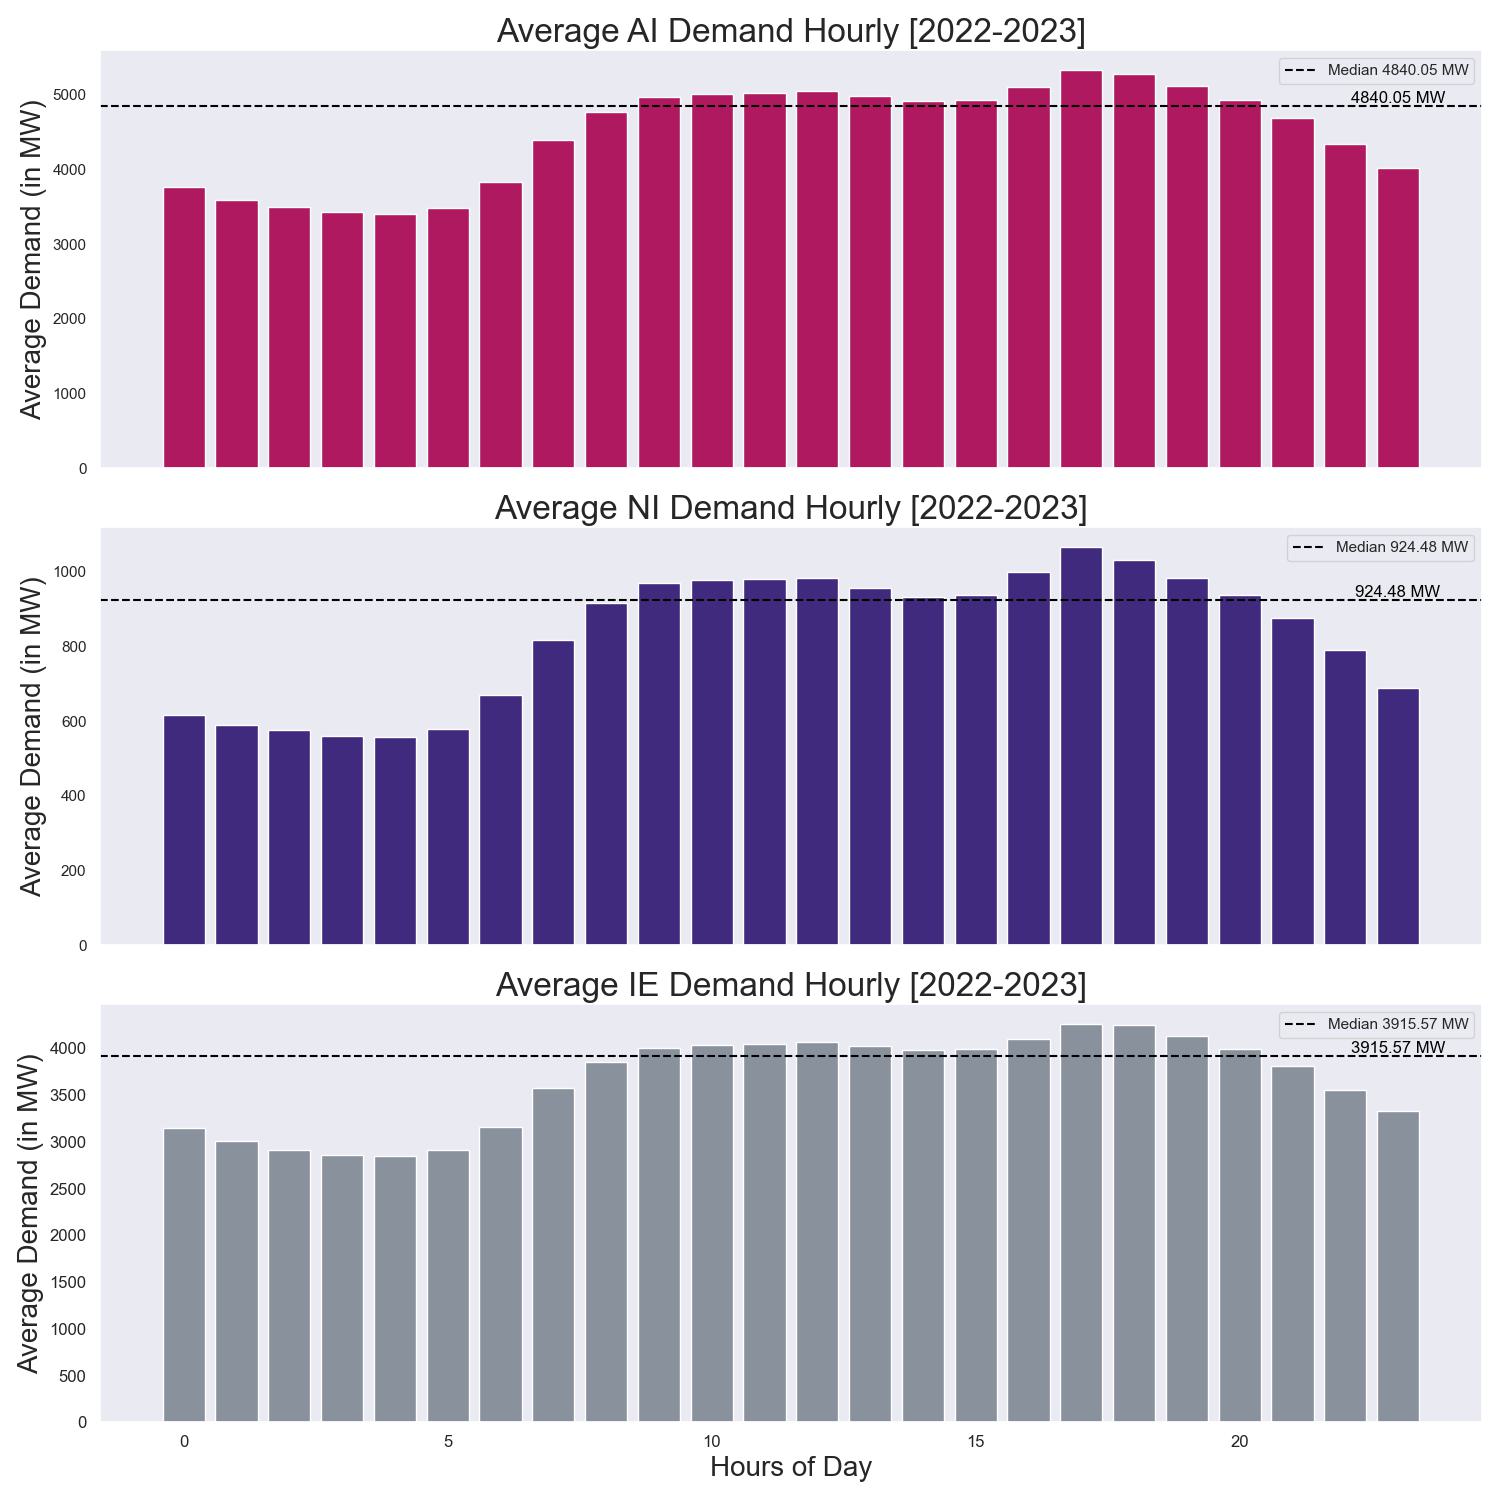 Average AI Demand Hourly [2022-2023]
Average Demand (in MW)
5000
4000
3000
2000
1000
0
Median 4840.05 MW
4840.05 MW
Average NI Demand Hourly [2022-2023]
Average Demand (in MW)
1000
800
600
400
200
0
Median 924.48 MW
924.48 MW
Average IE Demand Hourly [2022-2023]
Average Demand (in MW)
4000
3500
3000
2500
2000
1500
1000
500
0
Median 3915.57 MW
3915.57 MW
0 5 10 15 20
Hours of Day